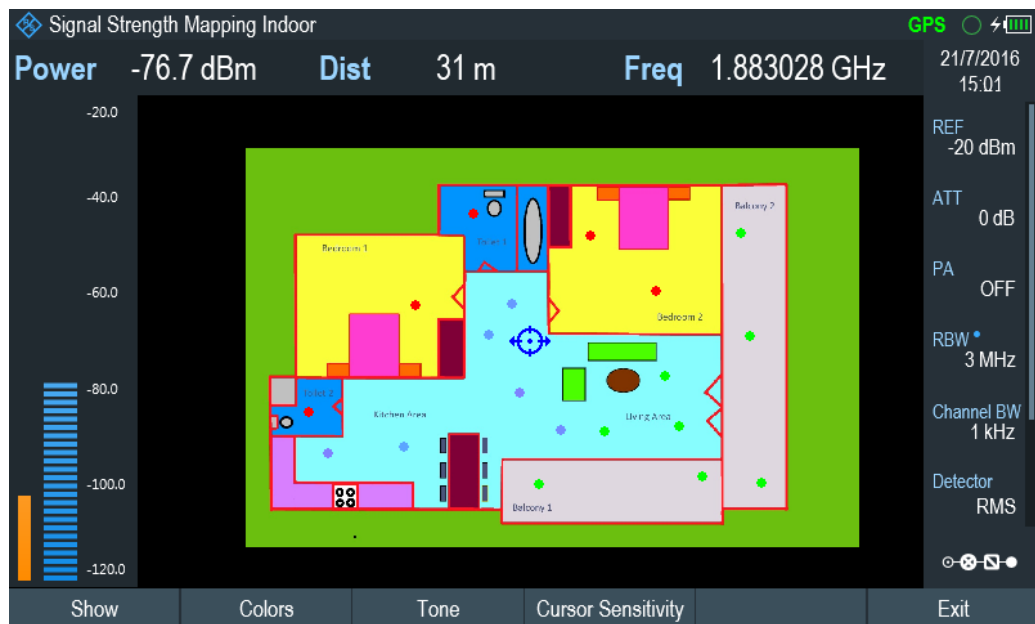 Signal Strength Mapping Indoor
GPS
Power -76.7 dBm Dist 31 m Freq 1.883028 GHz
21/7/2016
15:01
-20.0
-40.0
-60.0
-80.0
-100.0
-120.0
Balcony 2
Toilet 1
Bedroom 1
Bedroom 2
Toilet 2
Kitchen Area
Living Area
Balcony 1
REF
-20 dBm
ATT
0 dB
PA
OFF
RBW
3 MHz
Channel BW
1 kHz
Detector
RMS
Show Colors Tone Cursor Sensitivity Exit